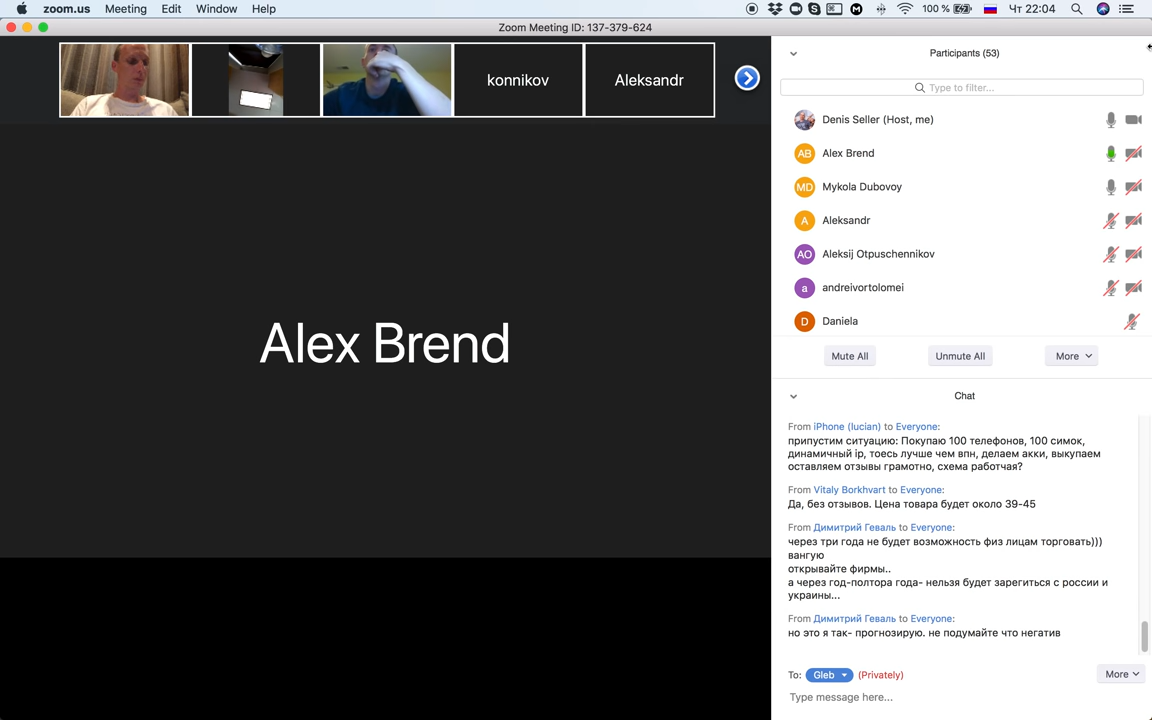 zoom.us Meeting Edit Window Help
100 % Чт 22:04
Zoom Meeting ID: 137-379-624
konnikov
Aleksandr
Alex Brend
Participants (53)
Type to filter...
Denis Seller (Host, me)
AB Alex Brend
MD Mykola Dubovoy
A Aleksandr
AO Aleksij Otpuschennikov
a andreivortolomei
D Daniela
Mute All
Unmute All
More
Chat
From iPhone (lucian) to Everyone:
припустим ситуацию: Покупаю 100 телефонов, 100 симок,
динамичный ip, тоесь лучше чем впн, делаем акки, выкупаем
оставляем отзывы грамотно, схема работчая?
From Vitaly Borkhvart to Everyone:
Да, без отзывов. Цена товара будет около 39-45
From Димитрий Геваль to Everyone:
через три года не будет возможность физ лицам торговать)))
вангую
открывайте фирмы..
а через год-полтора года- нельзя будет зарегиться с россии и
украины...
From Димитрий Геваль to Everyone:
но это я так- прогнозирую. не подумайте что негатив
To: Gleb (Privately)
More
Type message here...